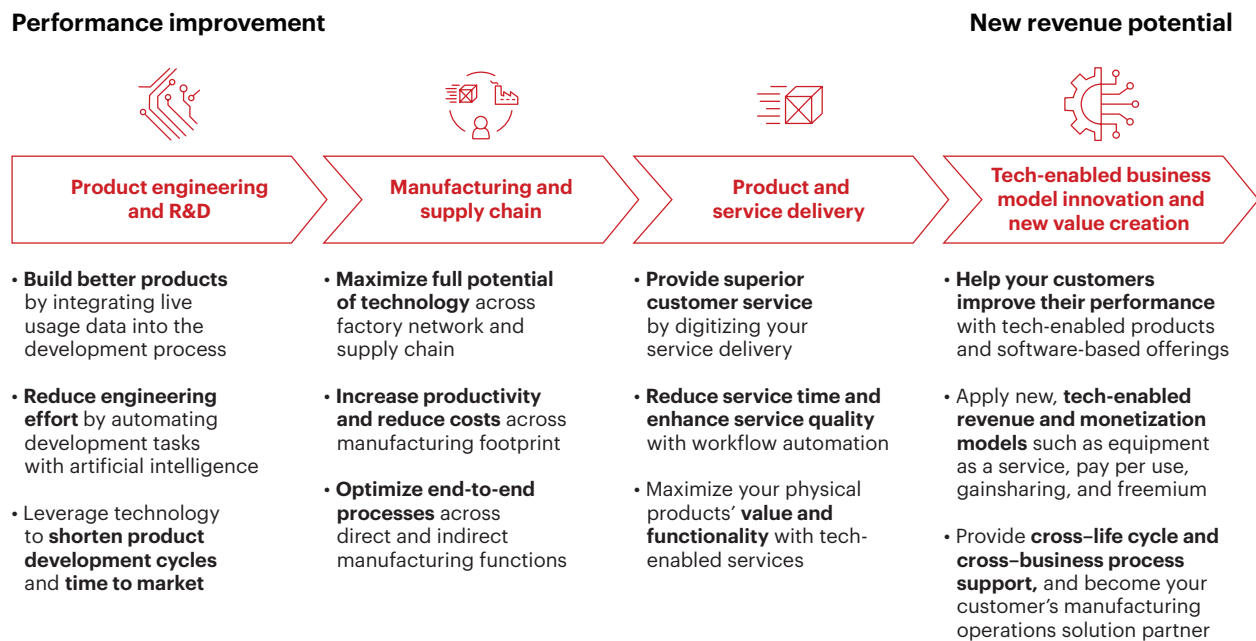 Performance improvement
New revenue potential
Product engineering
and R&D
Manufacturing and
supply chain
Product and
service delivery
Tech-enabled business
model innovation and
new value creation
• Build better products
by integrating live
usage data into the
development process
• Reduce engineering
effort by automating
development tasks
with artificial intelligence
• Leverage technology
to shorten product
development cycles
and time to market
• Maximize full potential
of technology across
factory network and
supply chain
• Increase productivity
and reduce costs across
manufacturing footprint
• Optimize end-to-end
processes across
direct and indirect
manufacturing functions
• Provide superior
customer service
by digitizing your
service delivery
• Reduce service time and
enhance service quality
with workflow automation
• Maximize your physical
products’ value and
functionality with tech-
enabled services
• Help your customers
improve their performance
with tech-enabled products
and software-based offerings
• Apply new, tech-enabled
revenue and monetization
models such as equipment
as a service, pay per use,
gainsharing, and freemium
• Provide cross–life cycle and
cross–business process
support, and become your
customer’s manufacturing
operations solution partner